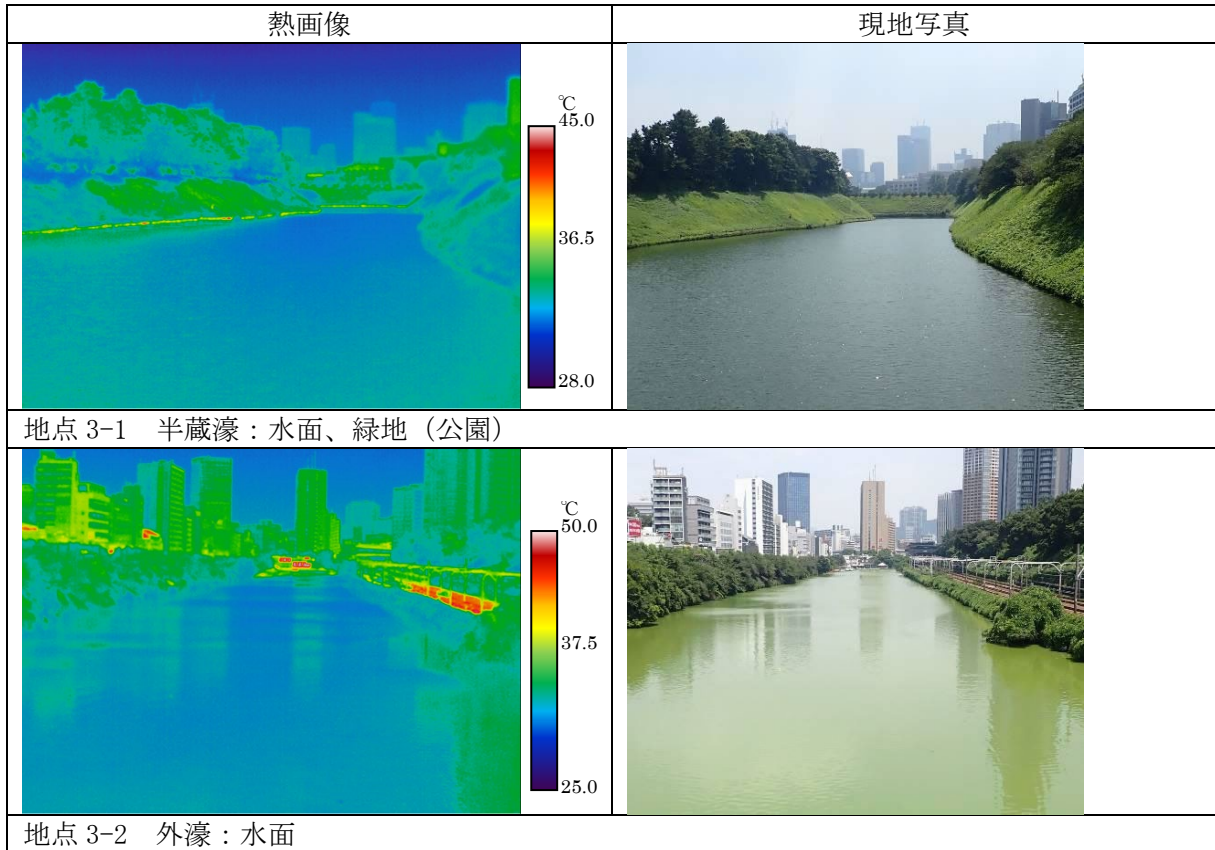 熱画像
現地写真
℃
45.0
36.5
28.0
地点 3-1 半蔵濠：水面、緑地（公園）
℃
50.0
37.5
25.0
地点 3-2 外濠：水面